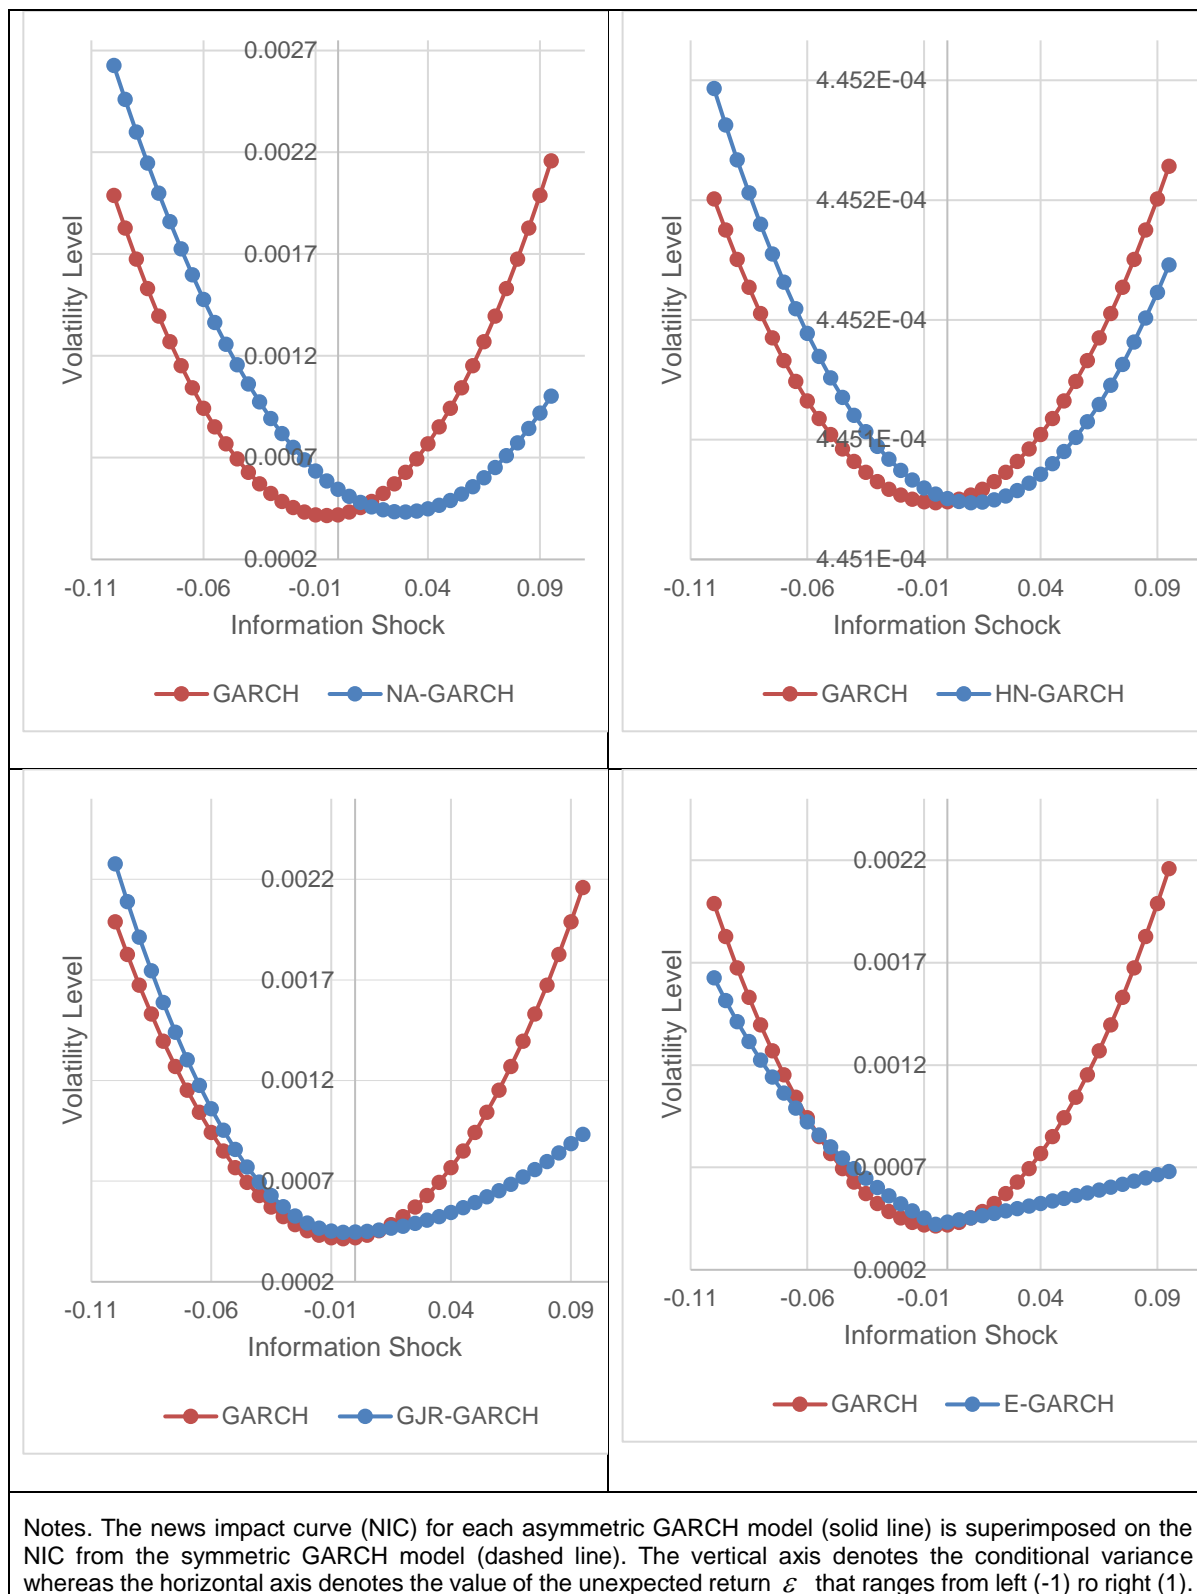 0.0027
0.0022
0.0017
0.0012
0.0007
0.0002
-0.11 -0.06 -0.01 0.04 0.09
Volatility Level
Information Shock
GARCH NA-GARCH
4.452E-04
4.452E-04
4.452E-04
4.451E-04
4.451E-04
-0.11 -0.06 -0.01 0.04 0.09
Volatility Level
Information Schock
GARCH HN-GARCH
0.0022
0.0017
0.0012
0.0007
0.0002
-0.11 -0.06 -0.01 0.04 0.09
Volatility Level
Information Shock
GARCH GJR-GARCH
0.0022
0.0017
0.0012
0.0007
0.0002
-0.11 -0.06 -0.01 0.04 0.09
Volatility Level
Information Shock
GARCH E-GARCH
Notes. The news impact curve (NIC) for each asymmetric GARCH model (solid line) is superimposed on the
NIC from the symmetric GARCH model (dashed line). The vertical axis denotes the conditional variance
whereas the horizontal axis denotes the value of the unexpected return ε that ranges from left (-1) ro right (1).